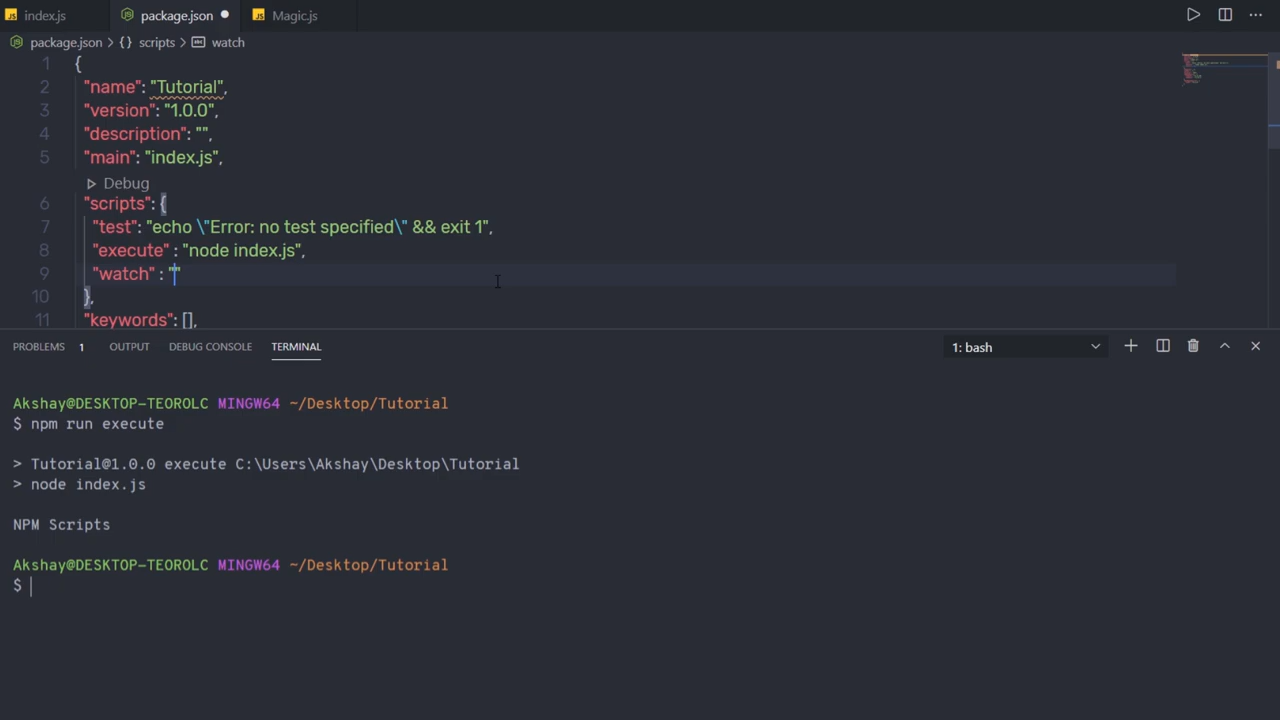 index.js package.json Magic.js
package.json > {} scripts > watch
1 {
2 "name": "Tutorial",
3 "version": "1.0.0",
4 "description": "",
5 "main": "index.js",
Debug
6 "scripts": {
7 "test": "echo \"Error: no test specified\" && exit 1",
8 "execute" : "node index.js",
9 "watch" : ""
10 },
11 "keywords": [],
PROBLEMS 1 OUTPUT DEBUG CONSOLE TERMINAL 1: bash
Akshay@DESKTOP-TEOROLC MINGW64 ~/Desktop/Tutorial
$ npm run execute
> Tutorial@1.0.0 execute C:\Users\Akshay\Desktop\Tutorial
> node index.js
NPM Scripts
Akshay@DESKTOP-TEOROLC MINGW64 ~/Desktop/Tutorial
$